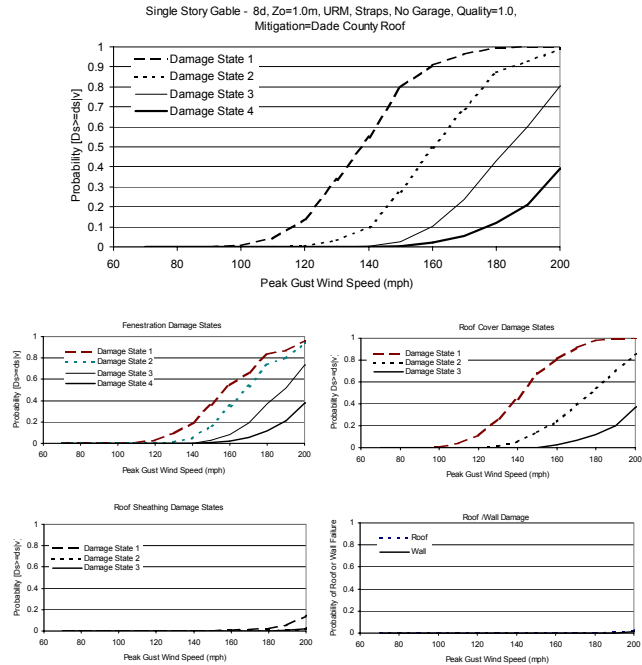 Single Story Gable - 8d, Zo=1.0m, URM, Straps, No Garage, Quality=1.0,
Mitigation=Dade County Roof
Probability [Ds>=ds|v]
1
0.9
0.8
0.7
0.6
0.5
0.4
0.3
0.2
0.1
0
Damage State 1
Damage State 2
Damage State 3
Damage State 4
60 80 100 120 140 160 180 200
Peak Gust Wind Speed (mph)
Fenestration Damage States
Probability [Ds>=ds|v]
1
0.8
0.6
0.4
0.2
0
Damage State 1
Damage State 2
Damage State 3
Damage State 4
60 80 100 120 140 160 180 200
Peak Gust Wind Speed (mph)
Roof Cover Damage States
Probability Ds>=ds|v]
1
0.8
0.6
0.4
0.2
0
Damage State 1
Damage State 2
Damage State 3
60 80 100 120 140 160 180 200
Peak Gust Wind Speed (mph)
Roof Sheathing Damage States
Probability [Ds>=ds|v]
1
0.8
0.6
0.4
0.2
0
Damage State 1
Damage State 2
Damage State 3
60 80 100 120 140 160 180 200
Peak Gust Wind Speed (mph)
Roof /Wall Damage
Probability of Roof or Wall Failure
1
0.8
0.6
0.4
0.2
0
Roof
Wall
60 80 100 120 140 160 180 200
Peak Gust Wind Speed (mph)